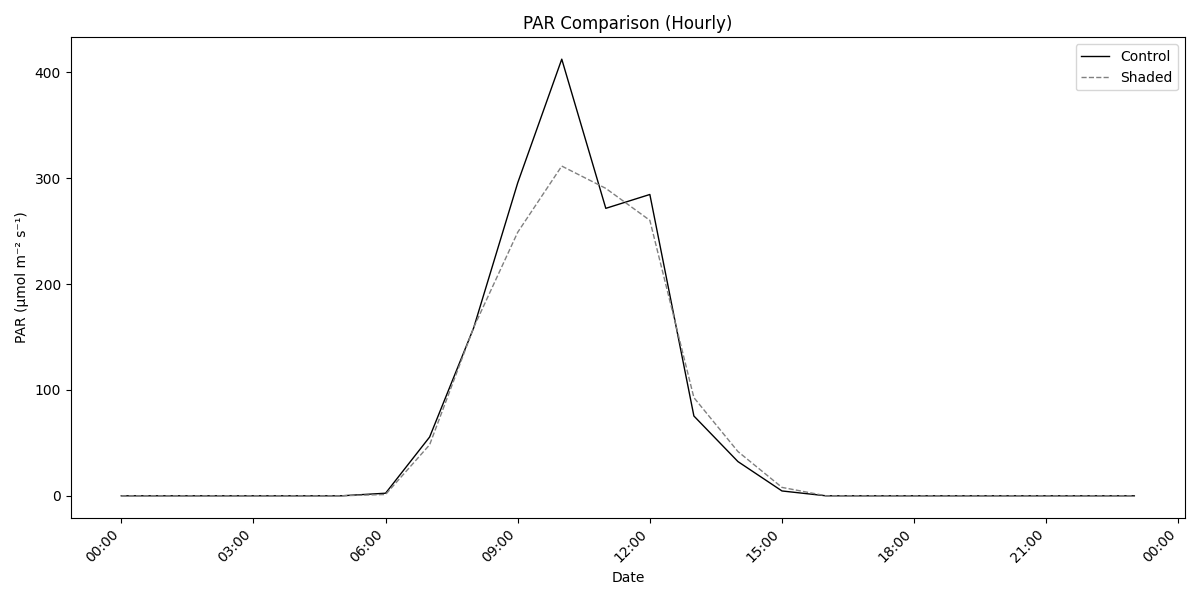 PAR Comparison (Hourly)
Control
Shaded
PAR (µmol m⁻² s⁻¹)
400
300
200
100
0
00:00
03:00
06:00
09:00
12:00
15:00
18:00
21:00
00:00
Date